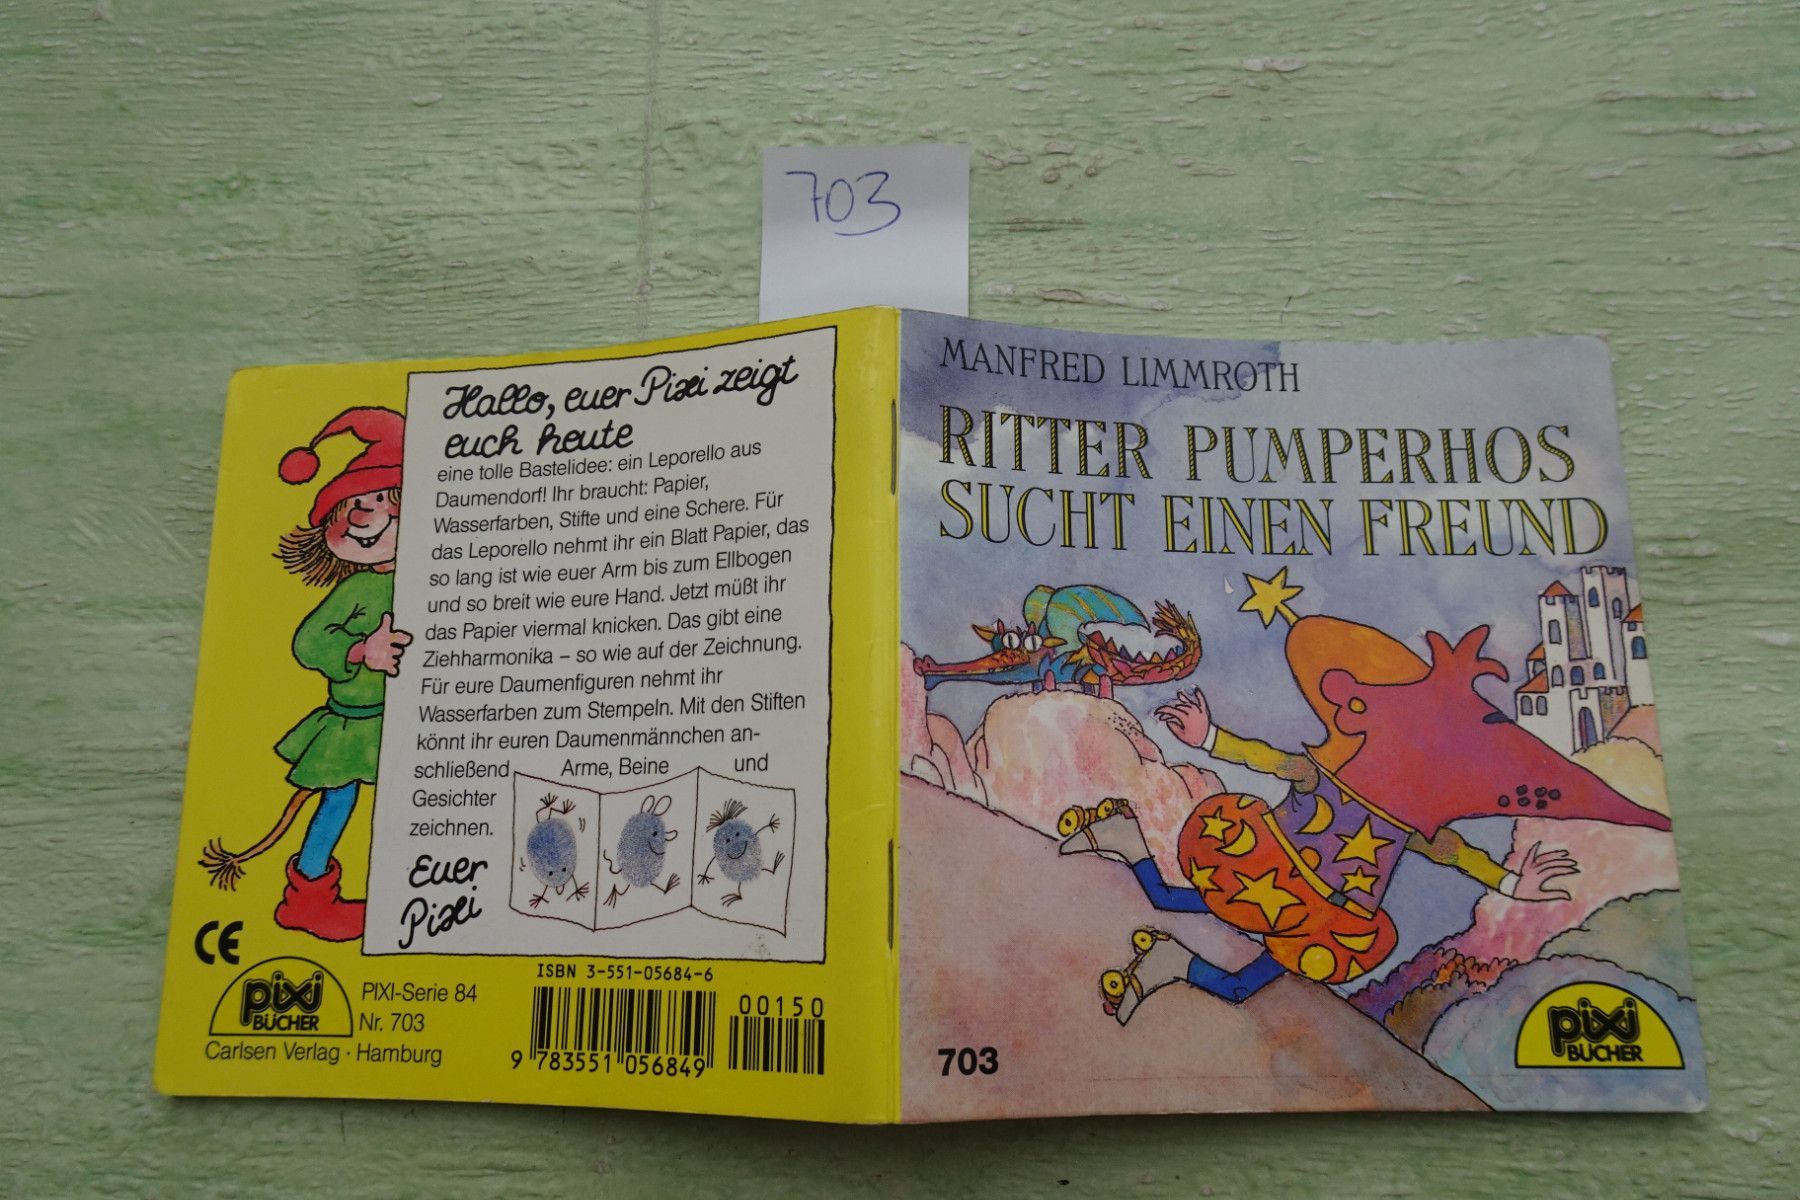 703
Hallo, euer Pixi zeigt
euch heute
eine tolle Bastelidee: ein Leporello aus
Daumendorf! Ihr braucht: Papier,
Wasserfarben, Stifte und eine Schere. Für
das Leporello nehmt ihr ein Blatt Papier, das
so lang ist wie euer Arm bis zum Ellbogen
und so breit wie eure Hand. Jetzt müßt ihr
das Papier viermal knicken. Das gibt eine
Ziehharmonika – so wie auf der Zeichnung.
Für eure Daumenfiguren nehmt ihr
Wasserfarben zum Stempeln. Mit den Stiften
könnt ihr euren Daumenmännchen an-
schließend Arme, Beine und
Gesichter
zeichnen.
Euer
Pixi
CE
pixi
BÜCHER
PIXI-Serie 84
Nr. 703
Carlsen Verlag · Hamburg
ISBN 3-551-05684-6
00150
9 783551 056849
MANFRED LIMMROTH
RITTER PUMPERHOS
SUCHT EINEN FREUND
703
pixi
BÜCHER